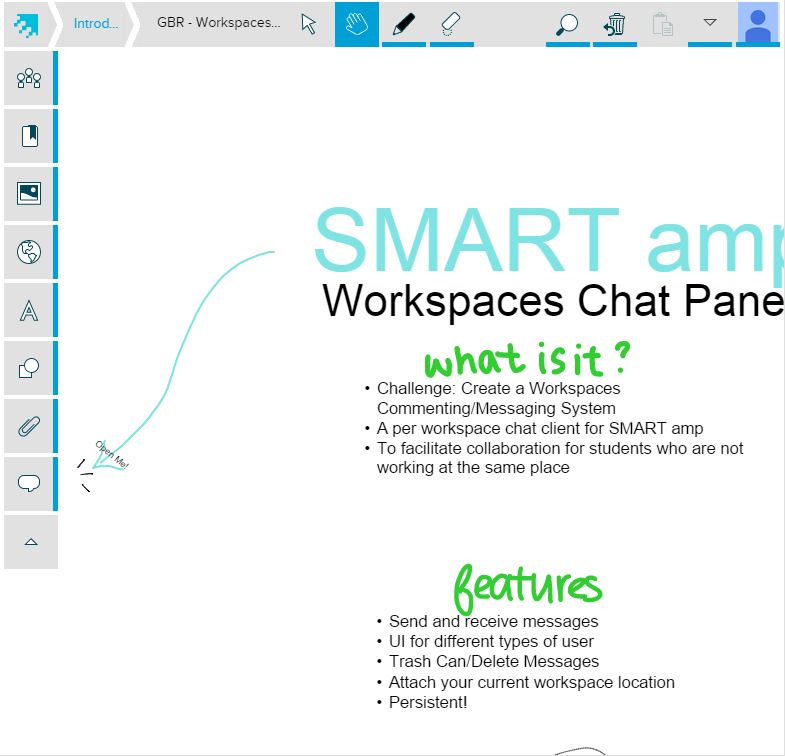 Introd...
GBR - Workspaces...
SMART amp
Workspaces Chat Pane
what is it?
• Challenge: Create a Workspaces
Commenting/Messaging System
• A per workspace chat client for SMART amp
• To facilitate collaboration for students who are not
working at the same place
Open Me!
features
• Send and receive messages
• UI for different types of user
• Trash Can/Delete Messages
• Attach your current workspace location
• Persistent!